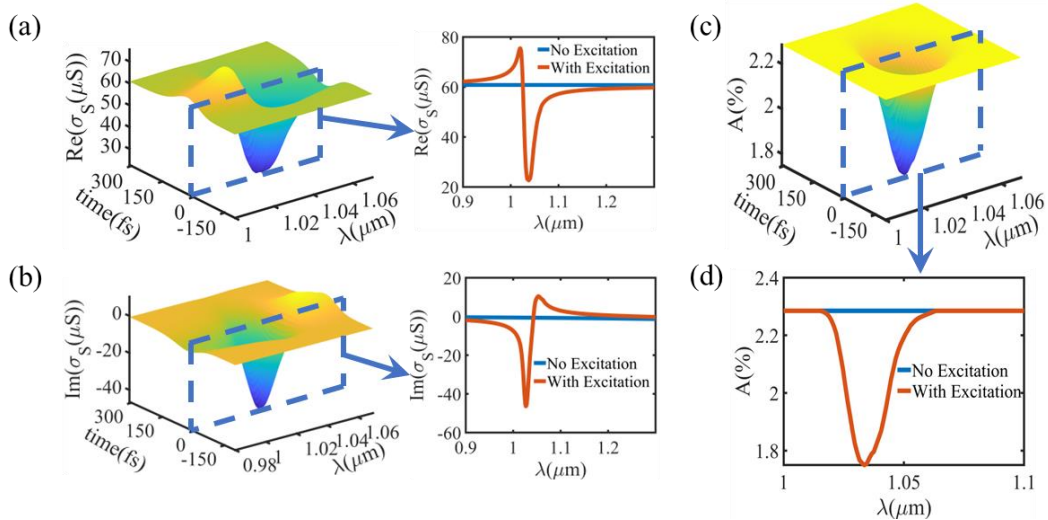 (a)
70
60
50
40
30
Re(σ_S(μS))
300
150
0
-150
time(fs)
1
1.02
1.04
1.06
λ(μm)
80
60
40
20
Re(σ_S(μS))
No Excitation
With Excitation
0.9
1
1.1
1.2
λ(μm)
(b)
0
-20
-40
Im(σ_S(μS))
300
150
0
-150
time(fs)
0.98
1
1.02
1.04
1.06
λ(μm)
20
0
-20
-40
-60
Im(σ_S(μS))
No Excitation
With Excitation
0.9
1
1.1
1.2
λ(μm)
(c)
2.2
2
1.8
A(%)
300
150
0
-150
time(fs)
1
1.02
1.04
1.06
λ(μm)
(d)
2.4
2.2
2
1.8
A(%)
No Excitation
With Excitation
1
1.05
1.1
λ(μm)